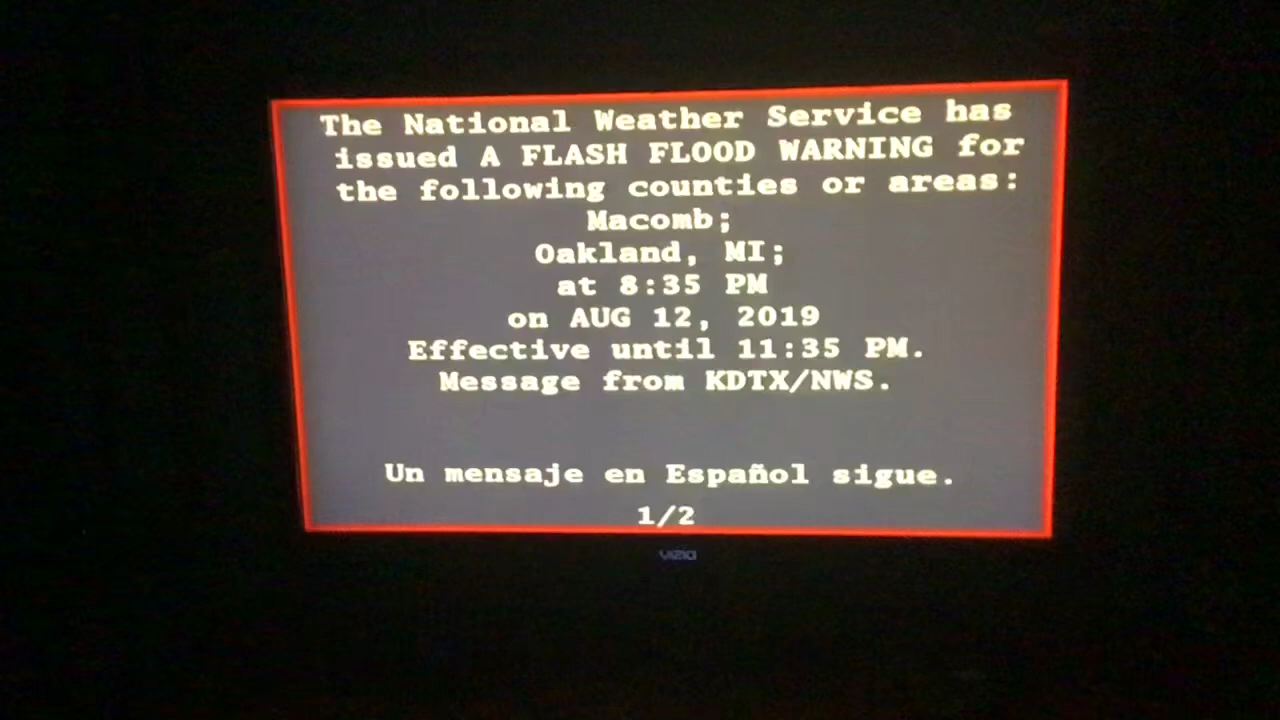 The National Weather Service has
issued A FLASH FLOOD WARNING for
the following counties or areas:
Macomb;
Oakland, MI;
at 8:35 PM
on AUG 12, 2019
Effective until 11:35 PM.
Message from KDTX/NWS.
Un mensaje en Español sigue.
1/2
VIZIO